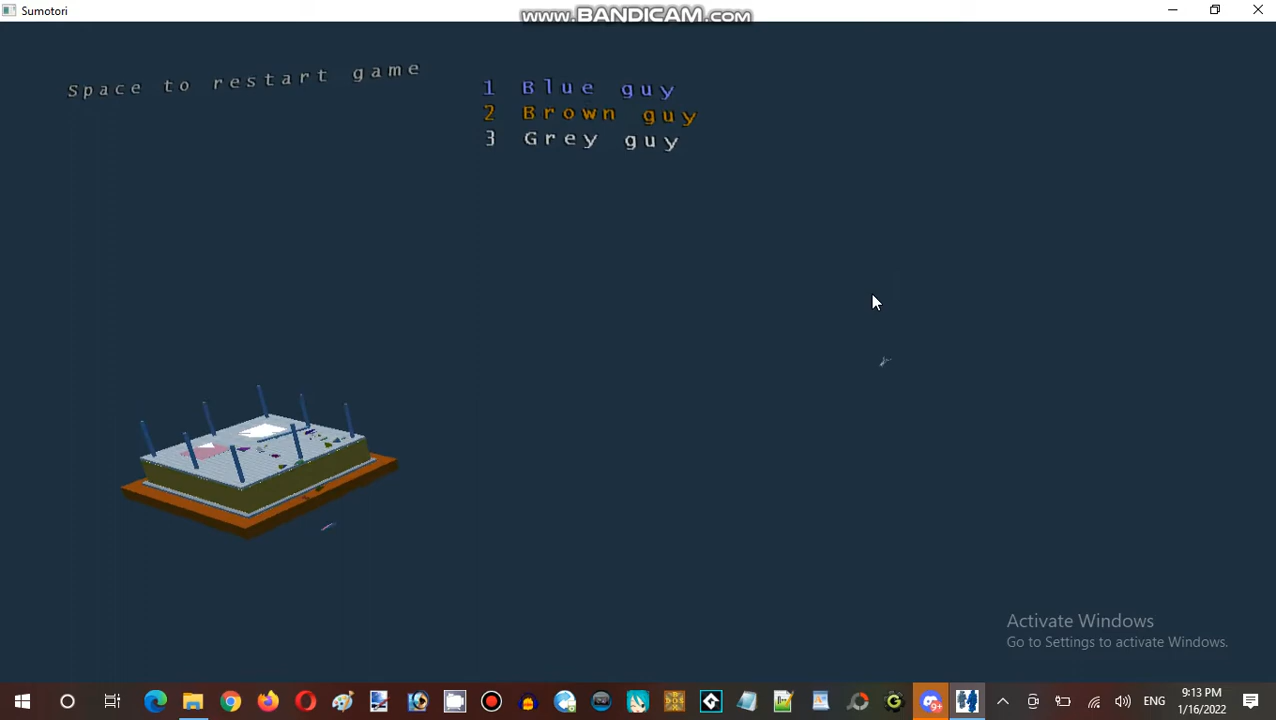 Sumotori
www.BANDICAM.com
Space to restart game
1 Blue guy
2 Brown guy
3 Grey guy
Activate Windows
Go to Settings to activate Windows.
9+
ENG
9:13 PM
1/16/2022